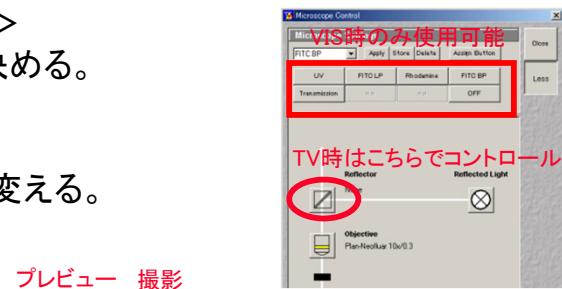 >
決める。
変える。
プレビュー 撮影
Microscope Control
VIS時のみ使用可能
FITC BP Apply Store Delete Assign Button
UV FITC LP Rhodamine FITC BP
Transmission n.n. n.n. OFF
Close
Less
TV時はこちらでコントロール
Reflector
None
Reflected Light
Objective
Plan-Neofluar 10x/0.3